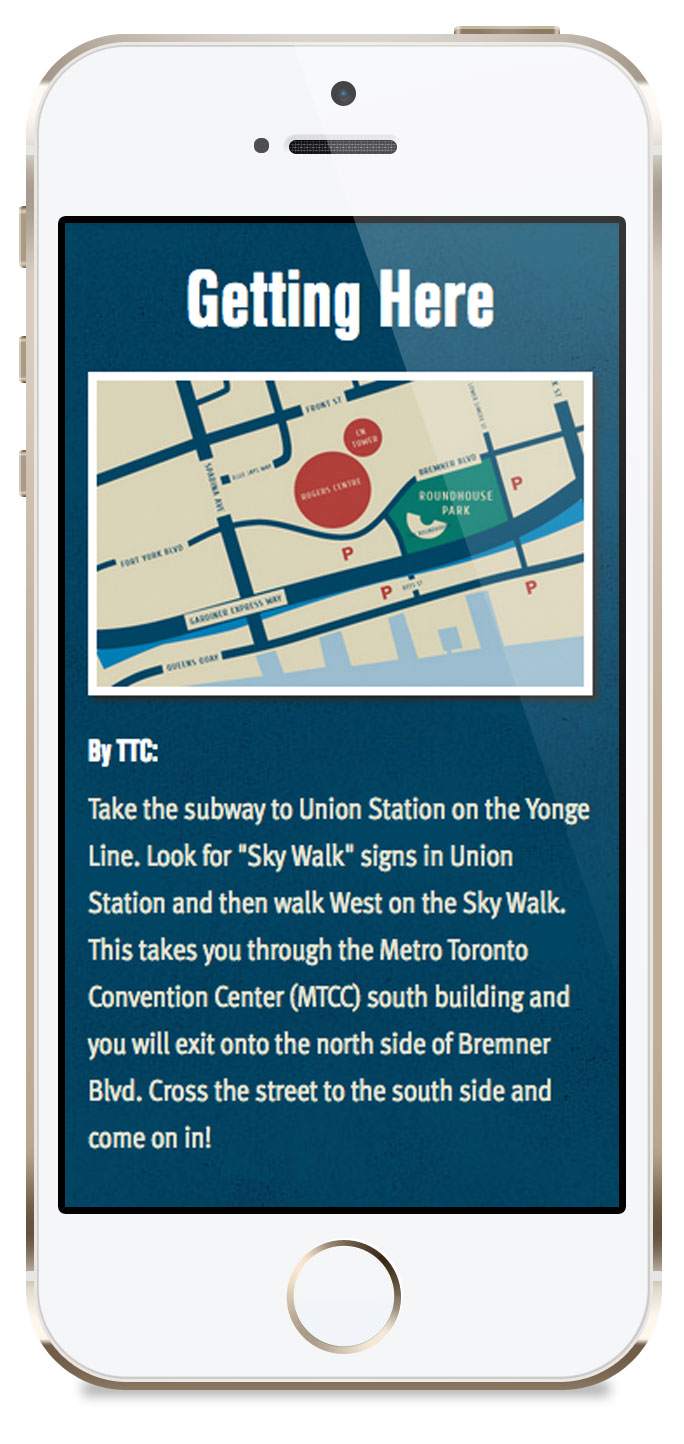 Getting Here
FRONT ST
CN
TOWER
BLUE JAYS WAY
SPADINA AVE
ROGERS CENTRE
BREMNER BLVD
ROUNDHOUSE
PARK
P
FORT YORK BLVD
P
P
P
GARDINER EXPRESS WAY
QUEENS QUAY
By TTC:
Take the subway to Union Station on the Yonge
Line. Look for "Sky Walk" signs in Union
Station and then walk West on the Sky Walk.
This takes you through the Metro Toronto
Convention Center (MTCC) south building and
you will exit onto the north side of Bremner
Blvd. Cross the street to the south side and
come on in!